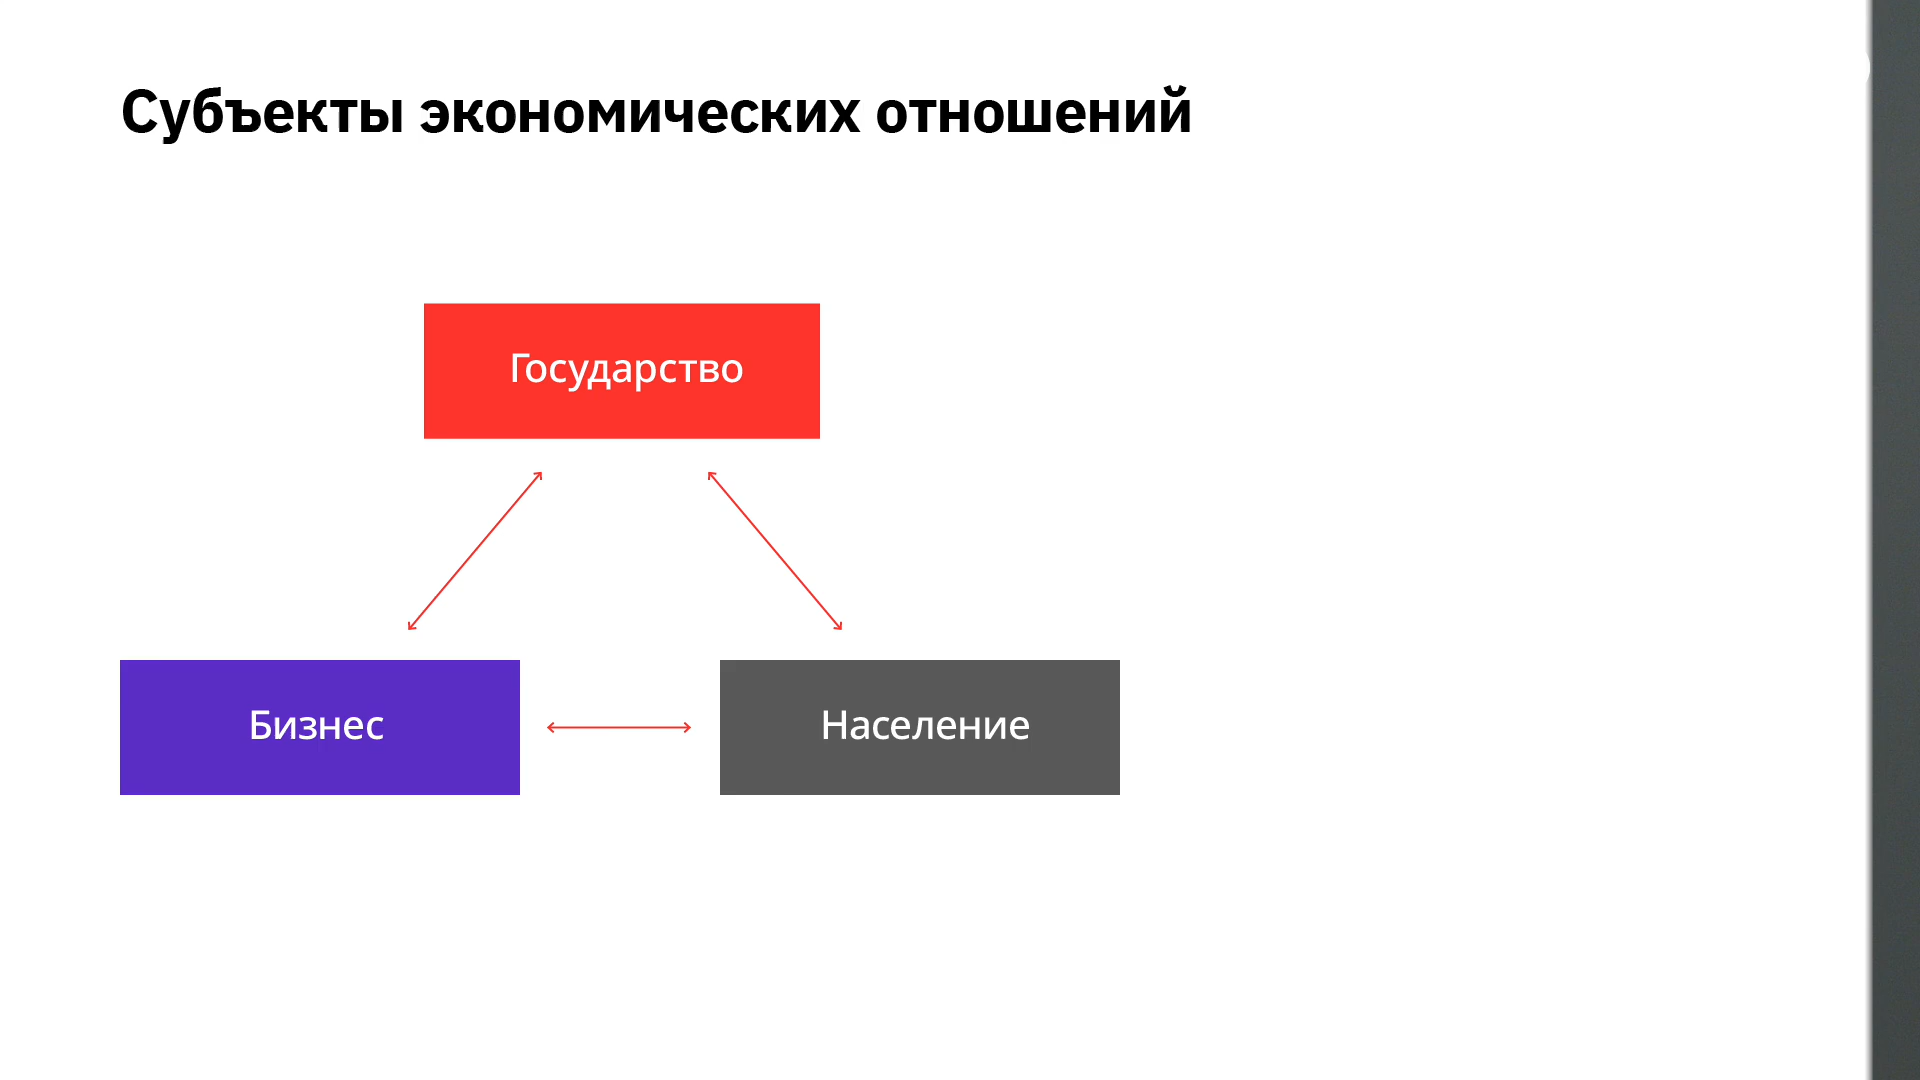 Субъекты экономических отношений
Государство
Бизнес
Население